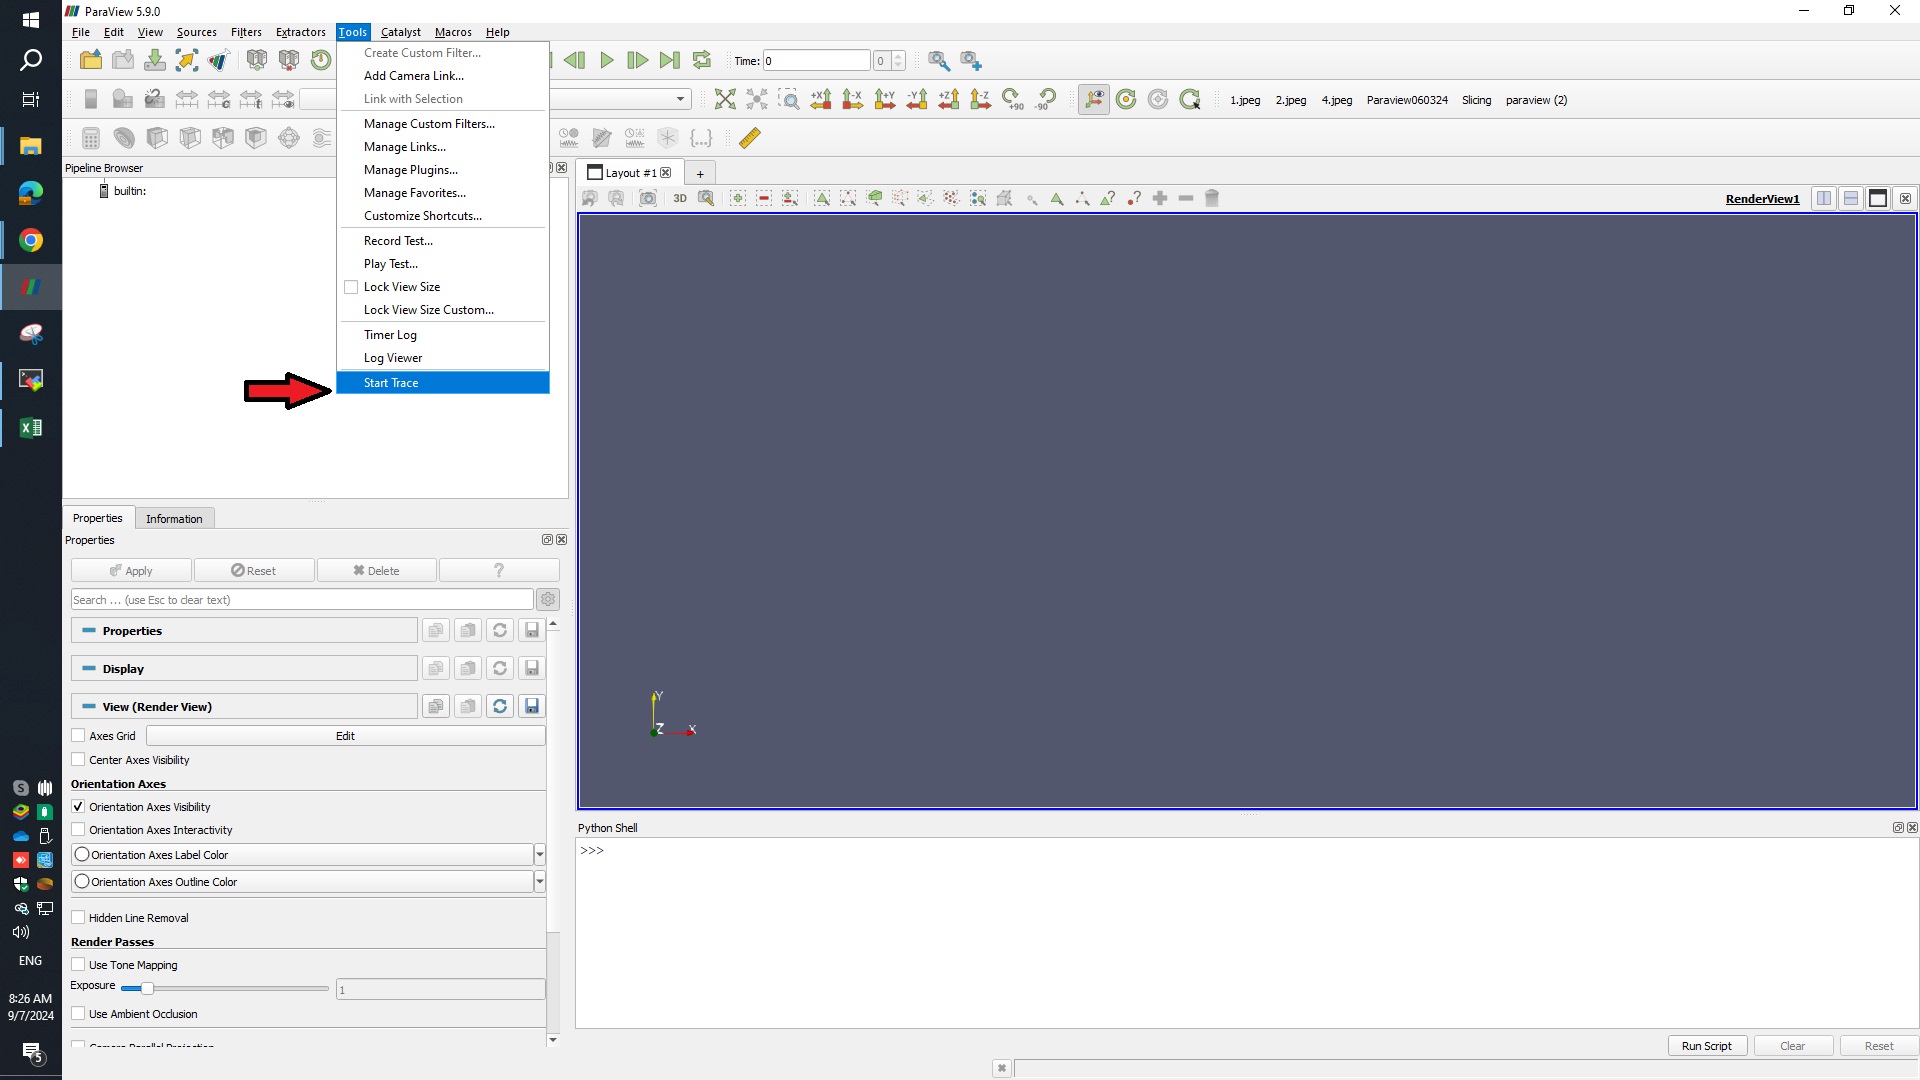 ParaView 5.9.0
File Edit View Sources Filters Extractors Tools Catalyst Macros Help
Time: 0 0
+X -X +Y -Y +Z -Z +90 -90
1.jpeg 2.jpeg 4.jpeg Paraview060324 Slicing paraview (2)
Create Custom Filter...
Add Camera Link...
Link with Selection
Manage Custom Filters...
Manage Links...
Manage Plugins...
Manage Favorites...
Customize Shortcuts...
Record Test...
Play Test...
Lock View Size
Lock View Size Custom...
Timer Log
Log Viewer
Start Trace
Pipeline Browser
builtin:
Layout #1 +
3D
RenderView1
Y
Z X
Properties Information
Properties
Apply Reset Delete ?
Search ... (use Esc to clear text)
Properties
Display
View (Render View)
Axes Grid Edit
Center Axes Visibility
Orientation Axes
Orientation Axes Visibility
Orientation Axes Interactivity
Orientation Axes Label Color
Orientation Axes Outline Color
Hidden Line Removal
Render Passes
Use Tone Mapping
Exposure 1
Use Ambient Occlusion
Python Shell
>>>
Run Script Clear Reset
ENG
8:26 AM
9/7/2024
5